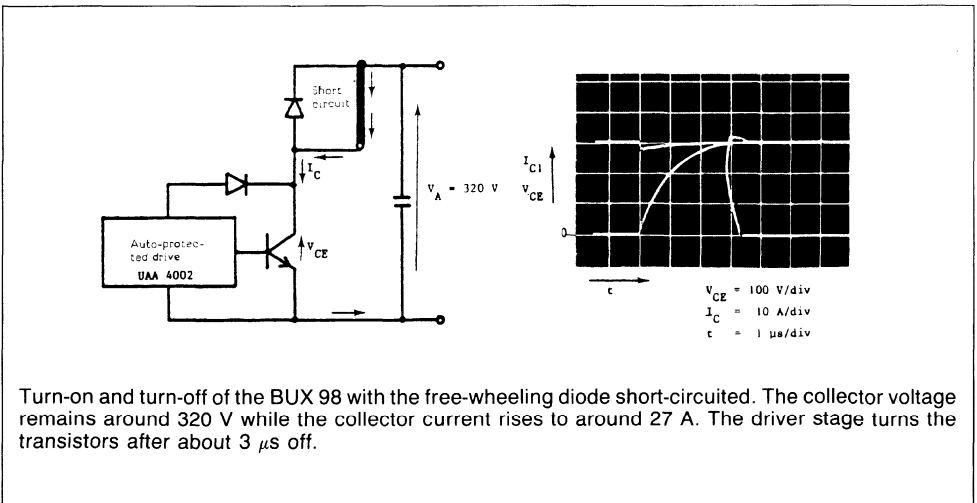 Short
circuit
I_C
V_A = 320 V
Auto-protec-
ted drive
UAA 4002
V_CE
I_C1
V_CE
0
t
V_CE = 100 V/div
I_C = 10 A/div
t = 1 µs/div
Turn-on and turn-off of the BUX 98 with the free-wheeling diode short-circuited. The collector voltage
remains around 320 V while the collector current rises to around 27 A. The driver stage turns the
transistors after about 3 µs off.